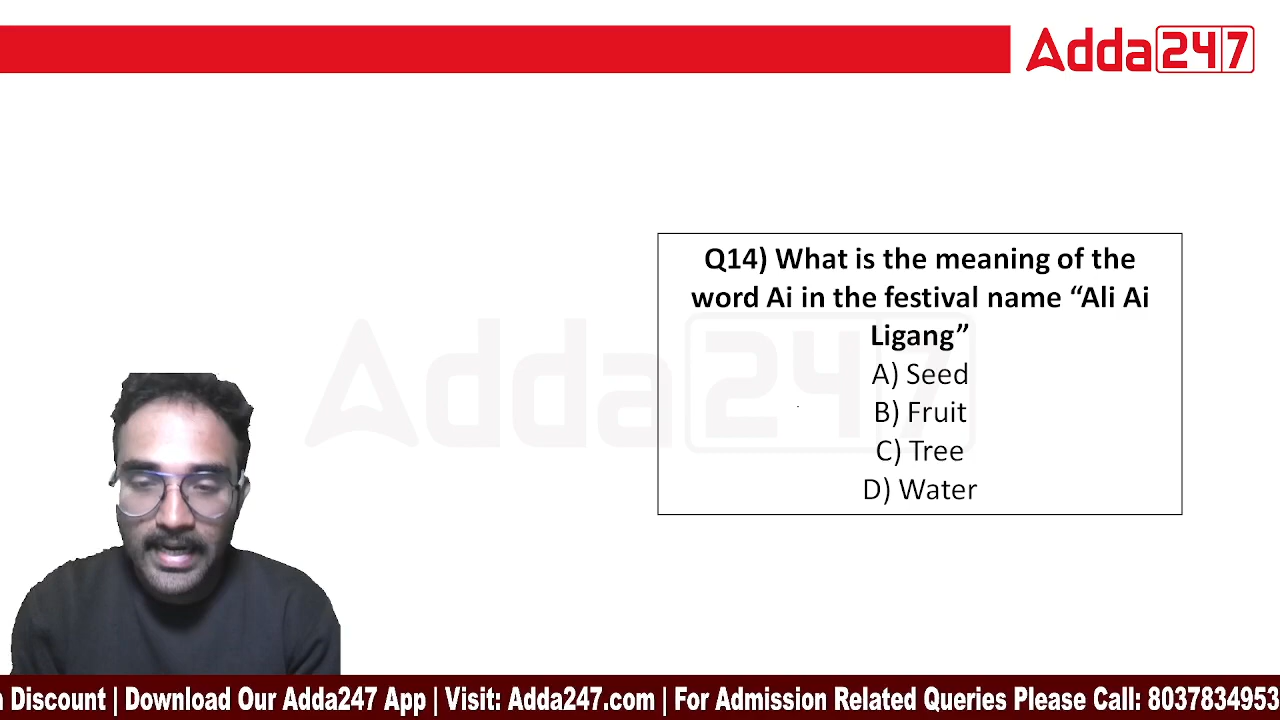 Adda247
Q14) What is the meaning of the
word Ai in the festival name “Ali Ai
Ligang”
A) Seed
B) Fruit
C) Tree
D) Water
Adda247
Discount | Download Our Adda247 App | Visit: Adda247.com | For Admission Related Queries Please Call: 8037834953